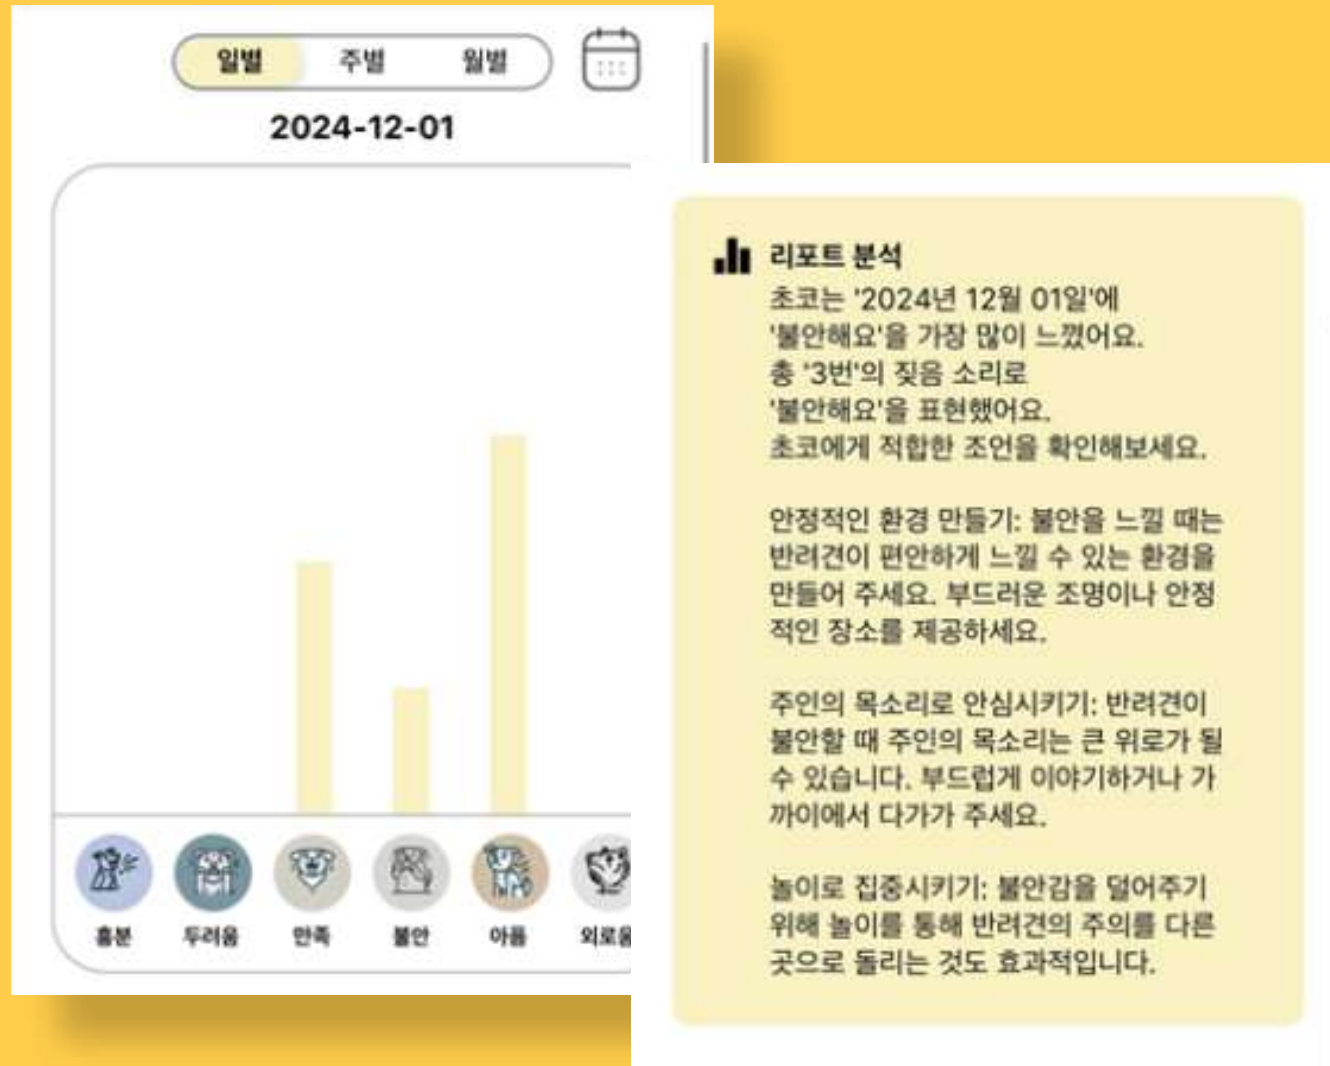 일별 주별 월별
2024-12-01
흥분 두려움 만족 불안 아픔
리포트 분석
초코는 '2024년 12월 01일'에
'불안해요'을 가장 많이 느꼈어요.
총 '3번'의 짖음 소리로
'불안해요'을 표현했어요.
초코에게 적합한 조언을 확인해보세요.
안정적인 환경 만들기: 불안을 느낄 때는
반려견이 편안하게 느낄 수 있는 환경을
만들어 주세요. 부드러운 조명이나 안정
적인 장소를 제공하세요.
주인의 목소리로 안심시키기: 반려견이
불안할 때 주인의 목소리는 큰 위로가 될
수 있습니다. 부드럽게 이야기하거나 가
까이에서 다가가 주세요.
놀이로 집중시키기: 불안감을 덜어주기
위해 놀이를 통해 반려견의 주의를 다른
곳으로 돌리는 것도 효과적입니다.